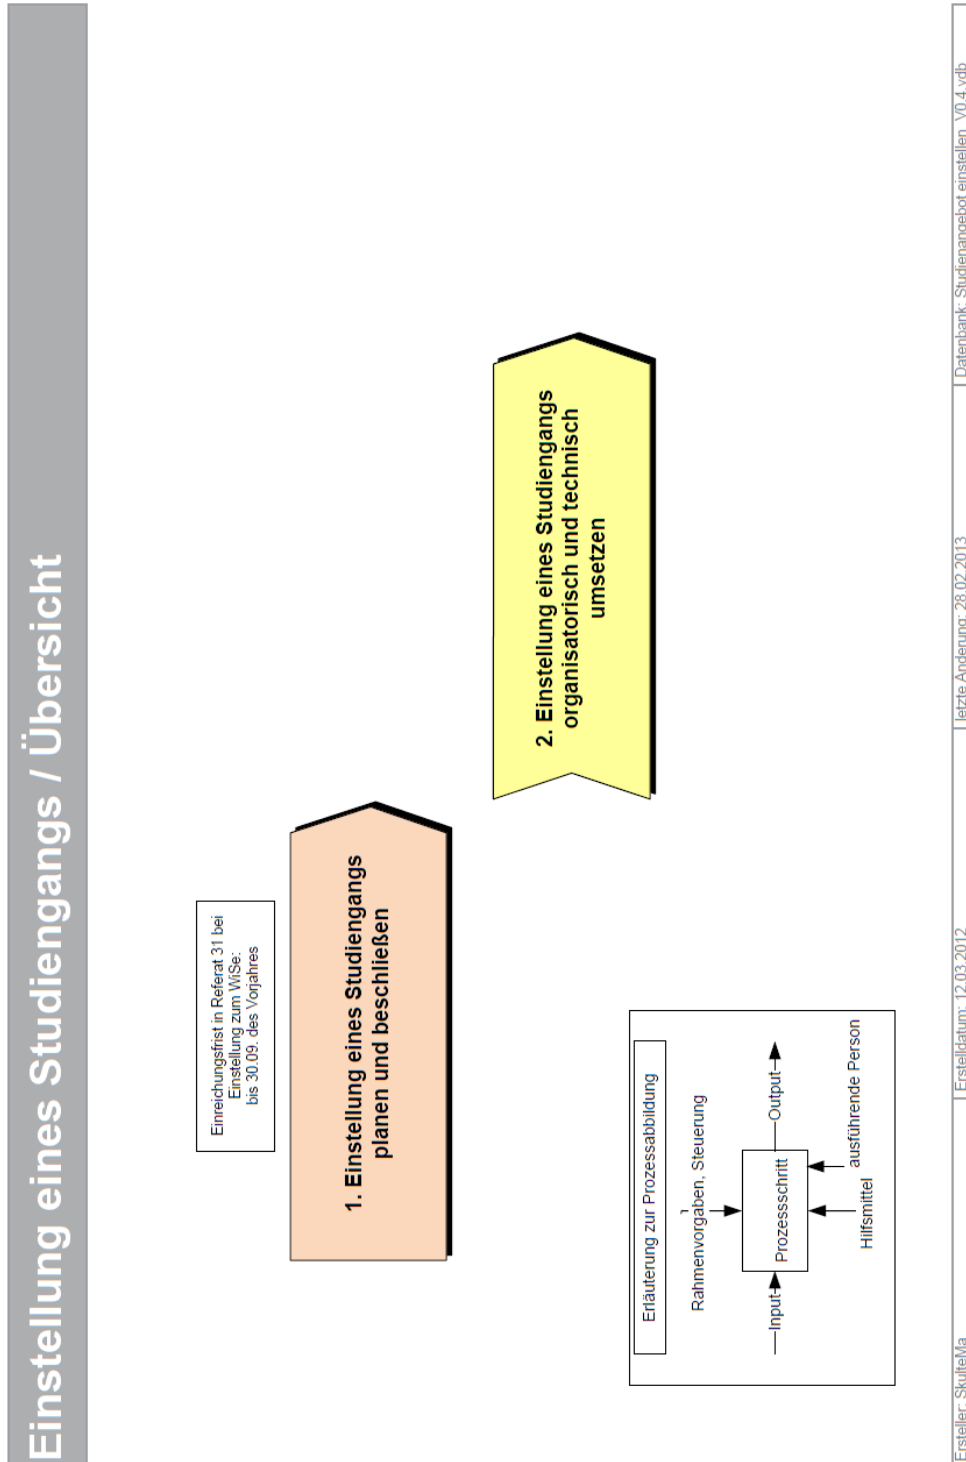 Einstellung eines Studiengangs / Übersicht
Einreichungsfrist in Referat 31 bei
Einstellung zum WiSe:
bis 30.09. des Vorjahres
1. Einstellung eines Studiengangs
planen und beschließen
2. Einstellung eines Studiengangs
organisatorisch und technisch
umsetzen
Erläuterung zur Prozessabbildung
Rahmenvorgaben, Steuerung
Input
Prozessschritt
Output
Hilfsmittel
ausführende Person
Ersteller: SkulteMa
Erstelldatum: 12.03.2012
letzte Änderung: 28.02.2013
Datenbank: Studienangebot einstellen_V0.4.vdb